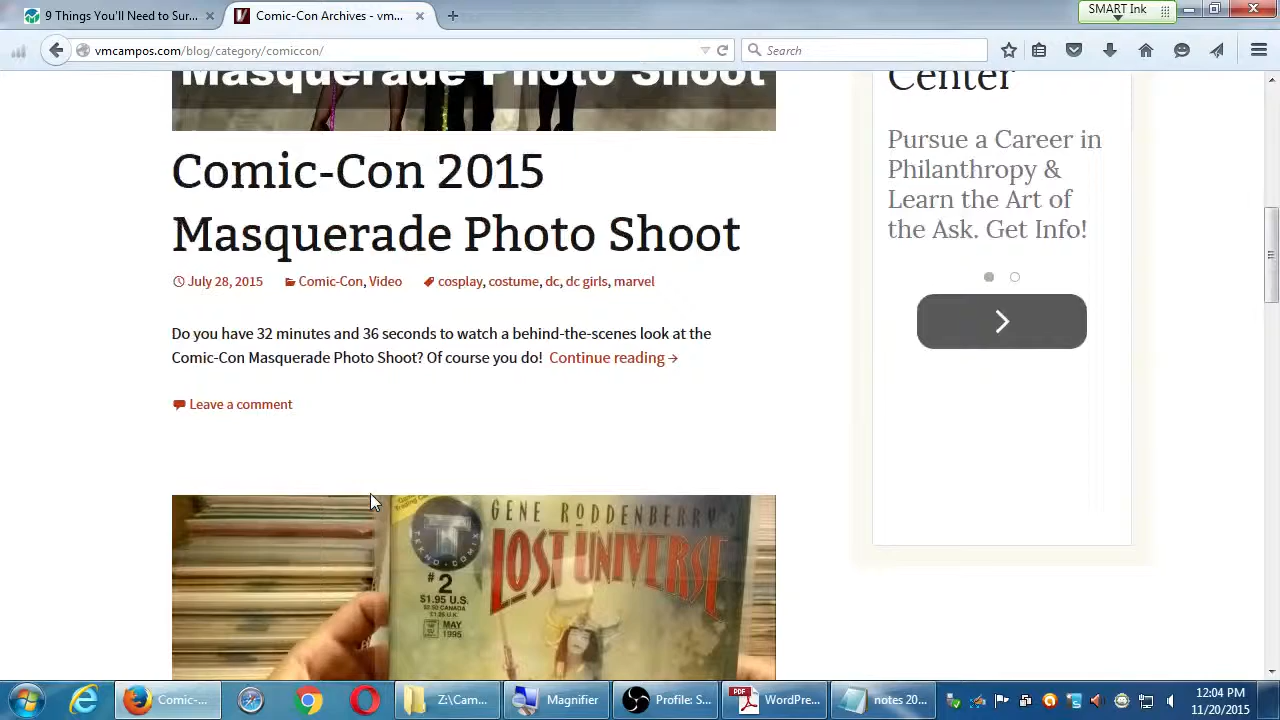 9 Things You'll Need to Sur...
Comic-Con Archives - vm...
SMART Ink
vmcampos.com/blog/category/comiccon/
Search
Masquerade Photo Shoot
Comic-Con 2015
Masquerade Photo Shoot
July 28, 2015
Comic-Con, Video
cosplay, costume, dc, dc girls, marvel
Do you have 32 minutes and 36 seconds to watch a behind-the-scenes look at the
Comic-Con Masquerade Photo Shoot? Of course you do! Continue reading →
Leave a comment
GENE RODDENBERRY'S
LOST UNIVERSE
TEKNO•COMIX
#2
$1.95 U.S.
MAY
1995
Center
Pursue a Career in
Philanthropy &
Learn the Art of
the Ask. Get Info!
Comic-...
Z:\Cam...
Magnifier
Profile: S...
PDF
WordPre...
notes 20...
12:04 PM
11/20/2015